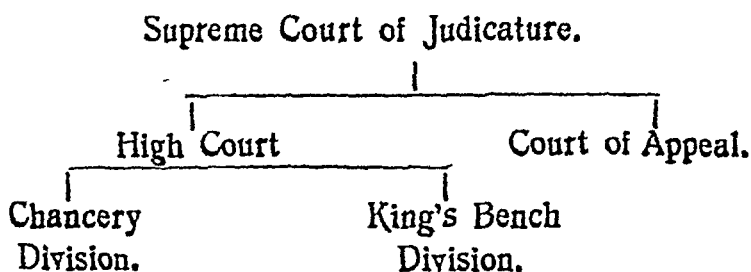 Supreme Court of Judicature.
High Court Court of Appeal.
Chancery King's Bench
Division. Division.